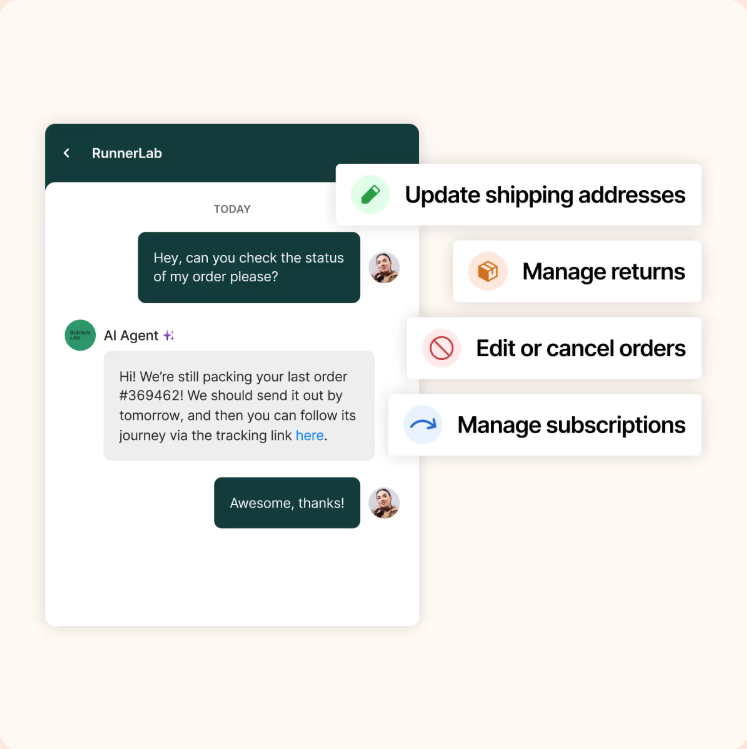 RunnerLab
TODAY
Update shipping addresses
Hey, can you check the status
of my order please?
Manage returns
RUNNER
LAB
AI Agent
Edit or cancel orders
Hi! We’re still packing your last order
#369462! We should send it out by
tomorrow, and then you can follow its
journey via the tracking link here.
Manage subscriptions
Awesome, thanks!